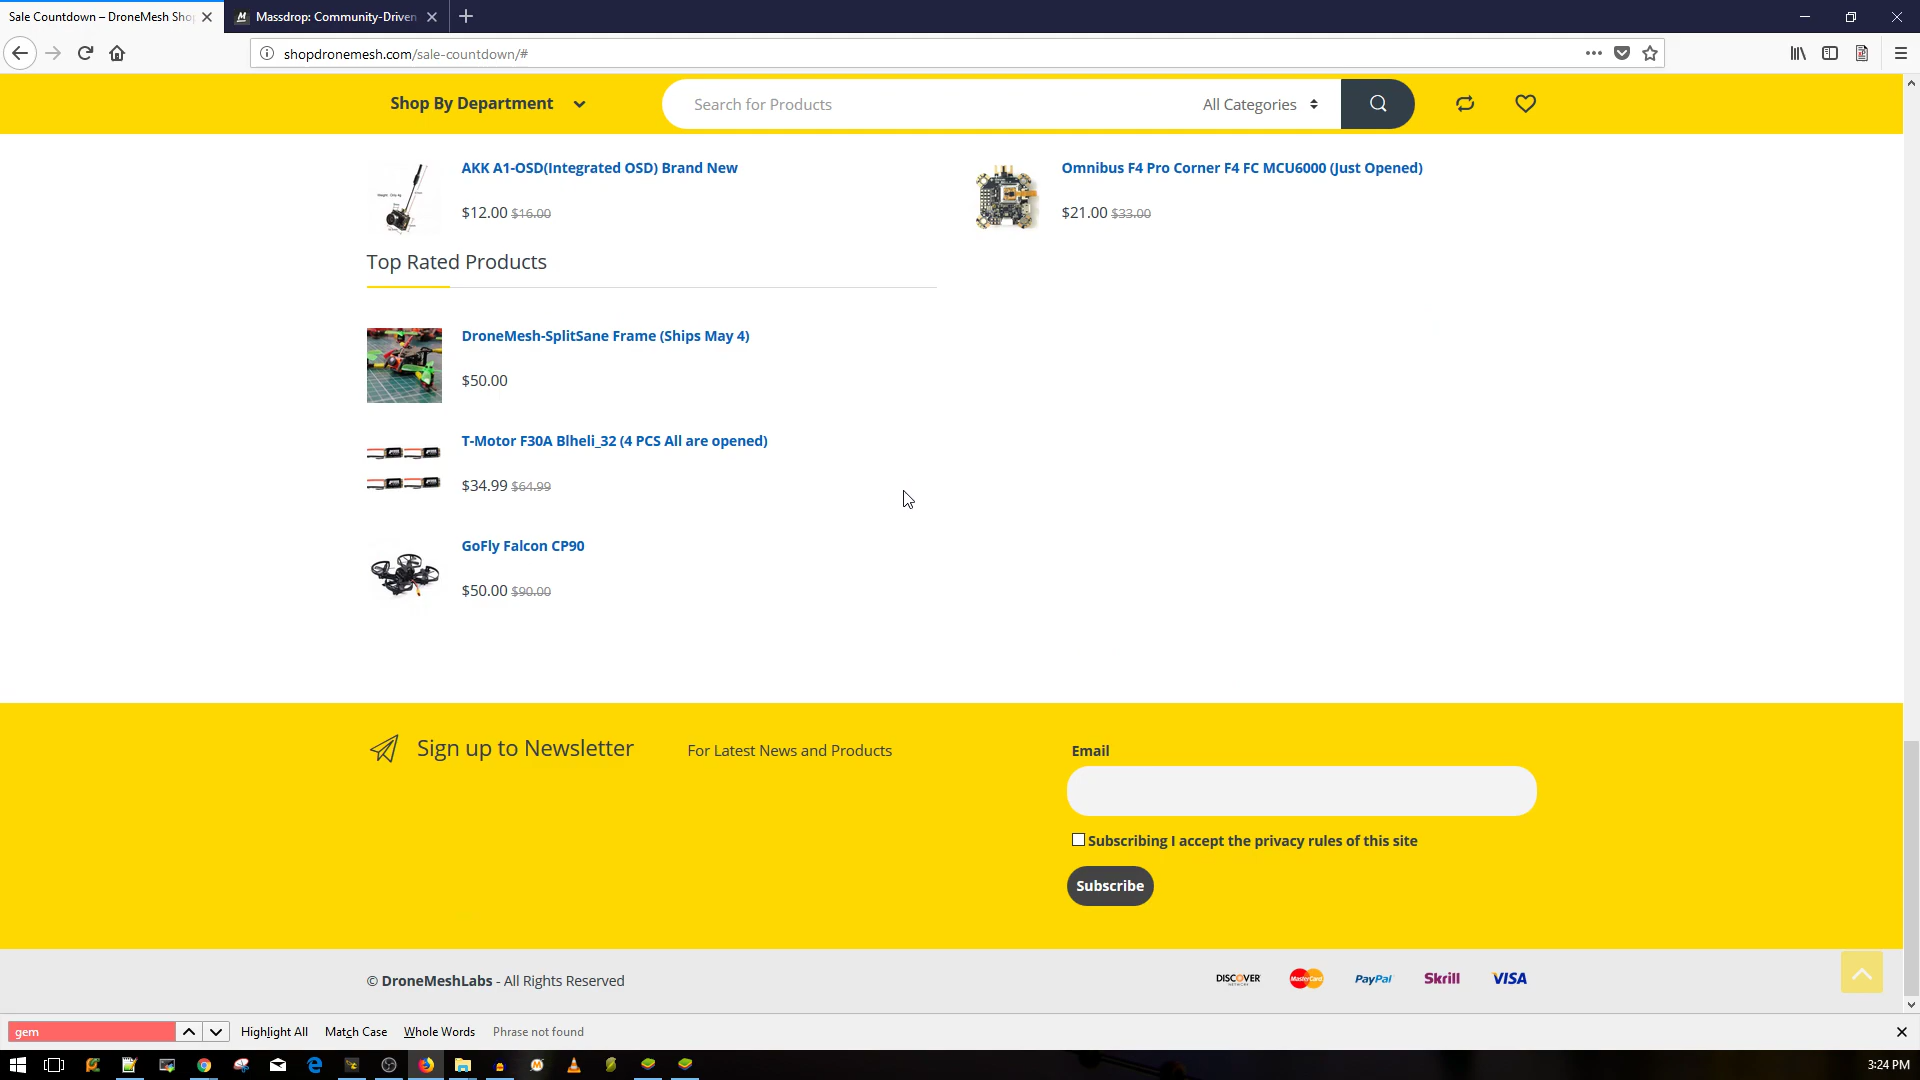 Sale Countdown – DroneMesh Sho
Massdrop: Community-Driven
shopdronemesh.com/sale-countdown/#
Shop By Department
Search for Products
All Categories
AKK A1-OSD(Integrated OSD) Brand New
$12.00 $16.00
Omnibus F4 Pro Corner F4 FC MCU6000 (Just Opened)
$21.00 $33.00
Top Rated Products
DroneMesh-SplitSane Frame (Ships May 4)
$50.00
T-Motor F30A Blheli_32 (4 PCS All are opened)
$34.99 $64.99
GoFly Falcon CP90
$50.00 $90.00
Sign up to Newsletter
For Latest News and Products
Email
Subscribing I accept the privacy rules of this site
Subscribe
© DroneMeshLabs - All Rights Reserved
DISCOVER
MasterCard
PayPal
Skrill
VISA
gem
Highlight All
Match Case
Whole Words
Phrase not found
3:24 PM